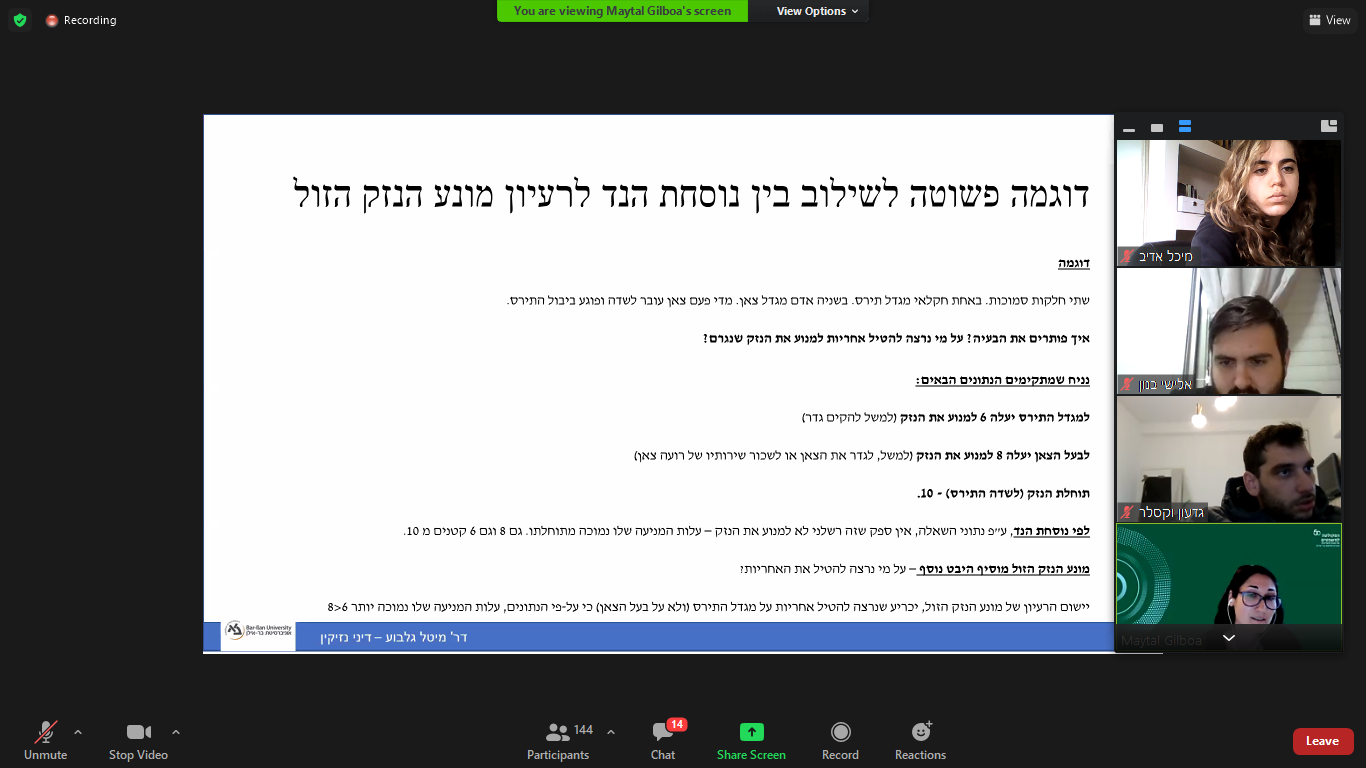 Recording
You are viewing Maytal Gilboa's screen
View Options
View
דוגמה פשוטה לשילוב בין נוסחת הנד לרעיון מונע הנזק הזול
דוגמה
שתי חלקות סמוכות. באחת חקלאי מגדל תירס. בשניה אדם מגדל צאן. מדי פעם צאן עובר לשדה ופוגע ביבול התירס.
איך פותרים את הבעיה? על מי נרצה להטיל אחריות למנוע את הנזק שנגרם?
נניח שמתקימים הנתונים הבאים:
למגדל התירס יעלה 6 למנוע את הנזק (למשל להקים גדר)
לבעל הצאן יעלה 8 למנוע את הנזק (למשל, לגדר את הצאן או לשכור שירותיו של רועה צאן)
תוחלת הנזק (לשדה התירס) - 10.
לפי נוסחת הנד, ע״פ נתוני השאלה, אין ספק שזה רשלני לא למנוע את הנזק – עלות המניעה שלו נמוכה מתוחלתו. גם 8 וגם 6 קטנים מ 10.
מונע הנזק הזול מוסיף היבט נוסף – על מי נרצה להטיל את האחריות?
יישום הרעיון של מונע הנזק הזול, יכריע שנרצה להטיל אחריות על מגדל התירס (ולא על בעל הצאן) כי על-פי הנתונים, עלות המניעה שלו נמוכה יותר 6<8
Bar-Ilan University
אוניברסיטת בר-אילן
דר' מיטל גלבוע – דיני נזיקין
מיכל אדיב
אלישי בנון
גדעון וקסלר
Maytal Gilboa
Unmute
Stop Video
Participants
144
Chat
14
Share Screen
Record
Reactions
Leave